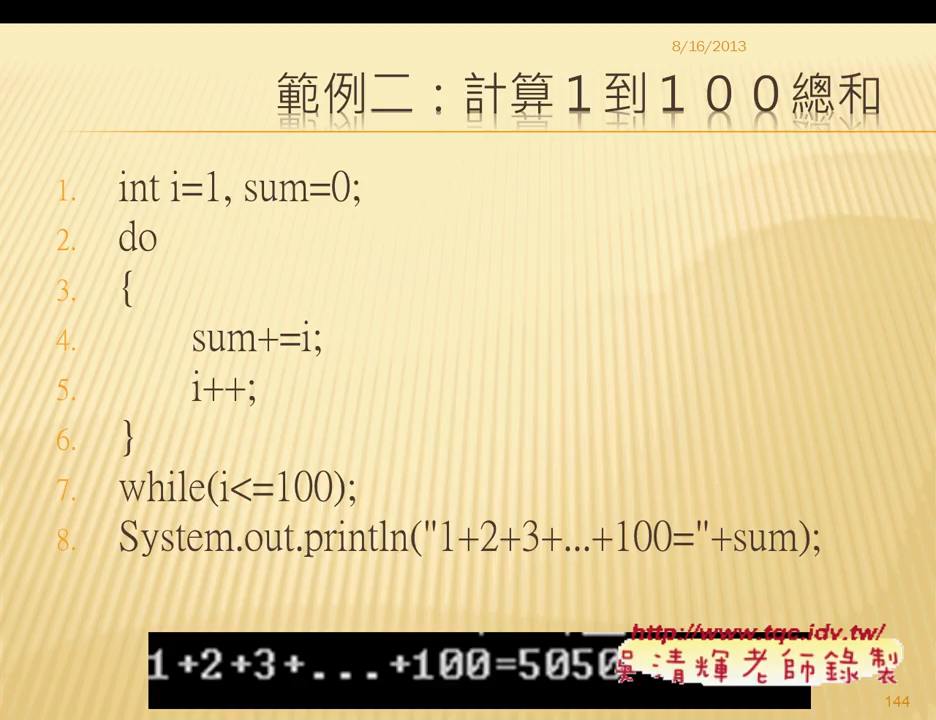 8/16/2013
範例二：計算１到１００總和
1. int i=1, sum=0;
2. do
3. {
4. sum+=i;
5. i++;
6. }
7. while(i<=100);
8. System.out.println("1+2+3+...+100="+sum);
http://www.tqc.idv.tw/
1+2+3+...+100=5050
吳清輝老師錄製
144